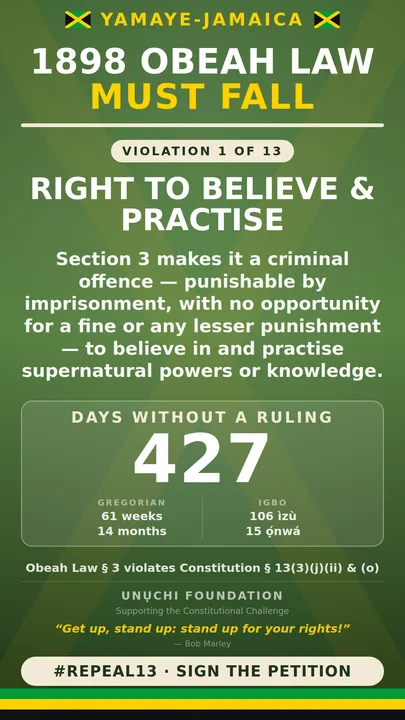 YAMAYE-JAMAICA
1898 OBEAH LAW
MUST FALL
VIOLATION 1 OF 13
RIGHT TO BELIEVE &
PRACTISE
Section 3 makes it a criminal
offence — punishable by
imprisonment, with no opportunity
for a fine or any lesser punishment
— to believe in and practise
supernatural powers or knowledge.
DAYS WITHOUT A RULING
427
GREGORIAN
61 weeks
14 months
IGBO
106 ìzù
15 ọ́nwá
Obeah Law § 3 violates Constitution § 13(3)(j)(ii) & (o)
UNỤCHI FOUNDATION
Supporting the Constitutional Challenge
“Get up, stand up: stand up for your rights!”
— Bob Marley
#REPEAL13 · SIGN THE PETITION